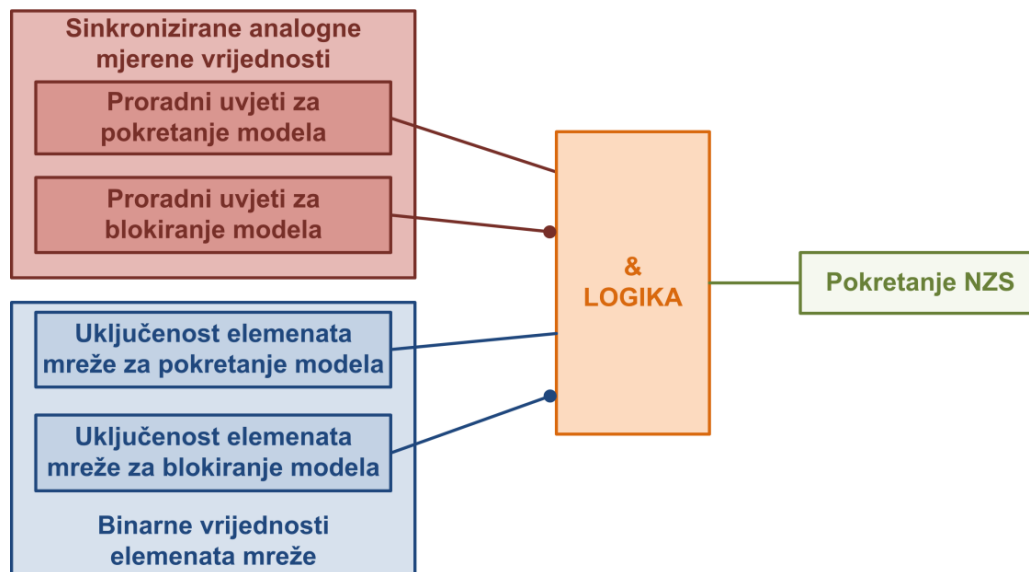 Sinkronizirane analogne
mjerene vrijednosti
Proradni uvjeti za
pokretanje modela
Proradni uvjeti za
blokiranje modela
Uključenost elemenata
mreže za pokretanje modela
Uključenost elemenata
mreže za blokiranje modela
Binarne vrijednosti
elemenata mreže
&
LOGIKA
Pokretanje NZS